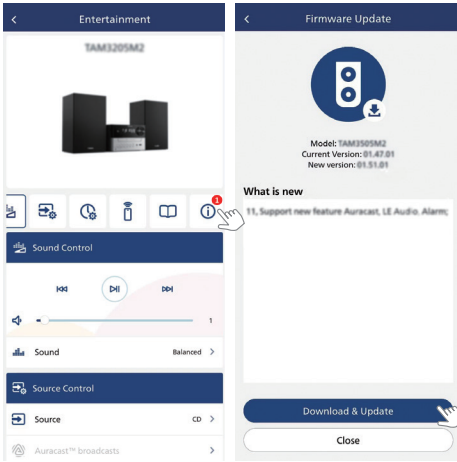 Entertainment
TAM3205M2
1
Sound Control
1
Sound
Balanced
Source Control
Source
CD
Auracast™ broadcasts
Firmware Update
Model: TAM3505M2
Current Version: 01.47.01
New version: 01.51.01
What is new
11, Support new feature Auracast, LE Audio. Alarm;
Download & Update
Close